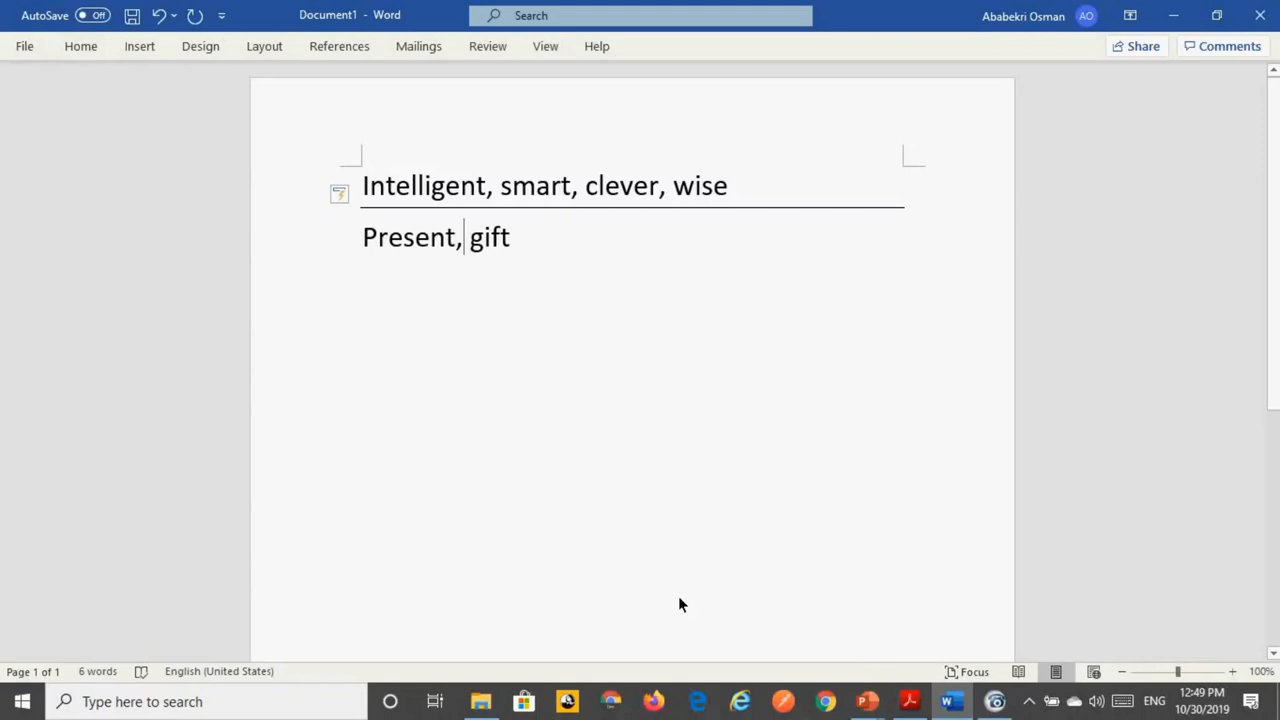 AutoSave Off Document1 - Word Search Ababekri Osman AO
File Home Insert Design Layout References Mailings Review View Help Share Comments
Intelligent, smart, clever, wise
Present, gift
Page 1 of 1 6 words English (United States) Focus 100%
Type here to search ENG 12:49 PM
10/30/2019